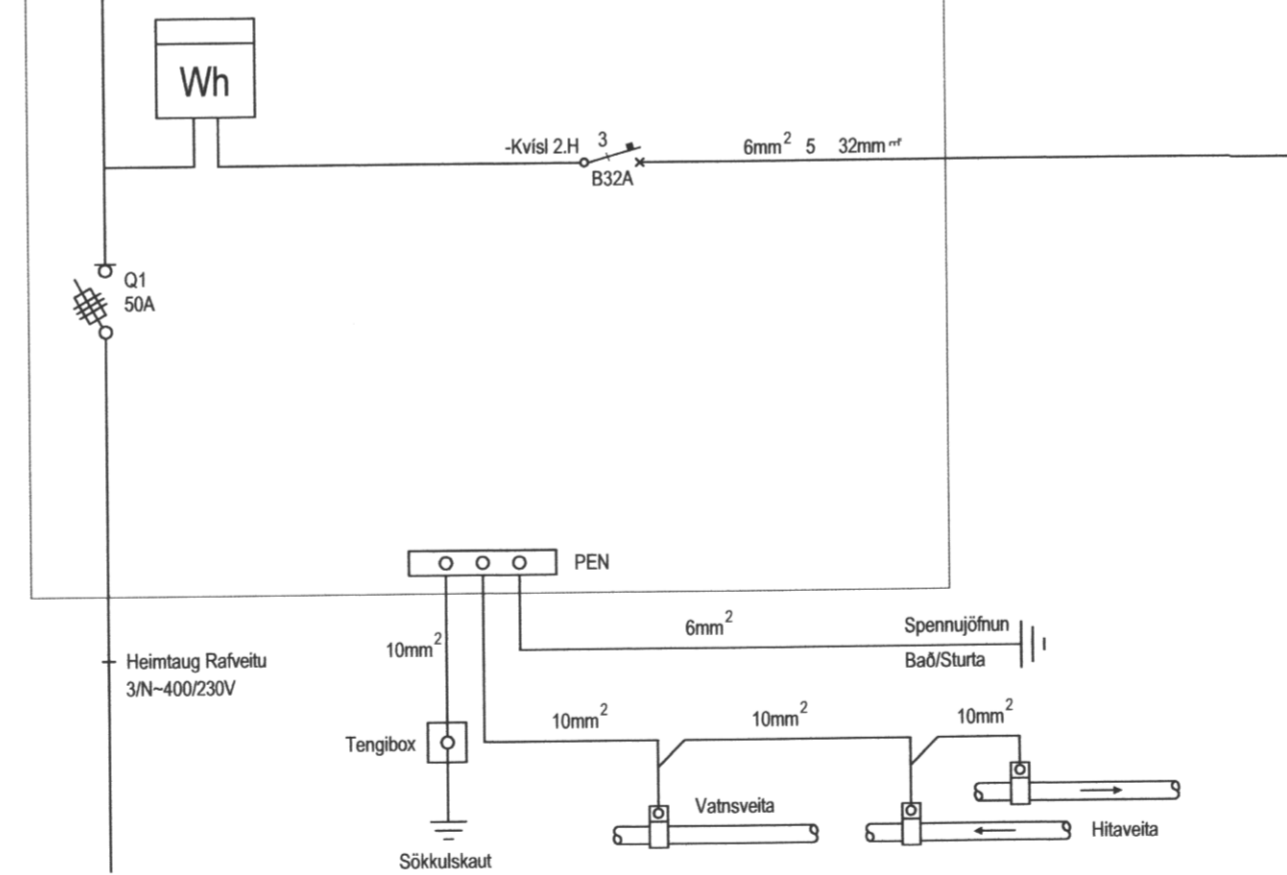 Wh
-Kvísl 2.H 3
B32A
6mm² 5 32mm
Q1
50A
PEN
10mm²
6mm²
Spennujöfnun
Bað/Sturta
Heimtaug Rafveitu
3/N~400/230V
10mm² 10mm² 10mm²
Tengibox
Vatnsveita
Hitaveita
Sökkulskaut